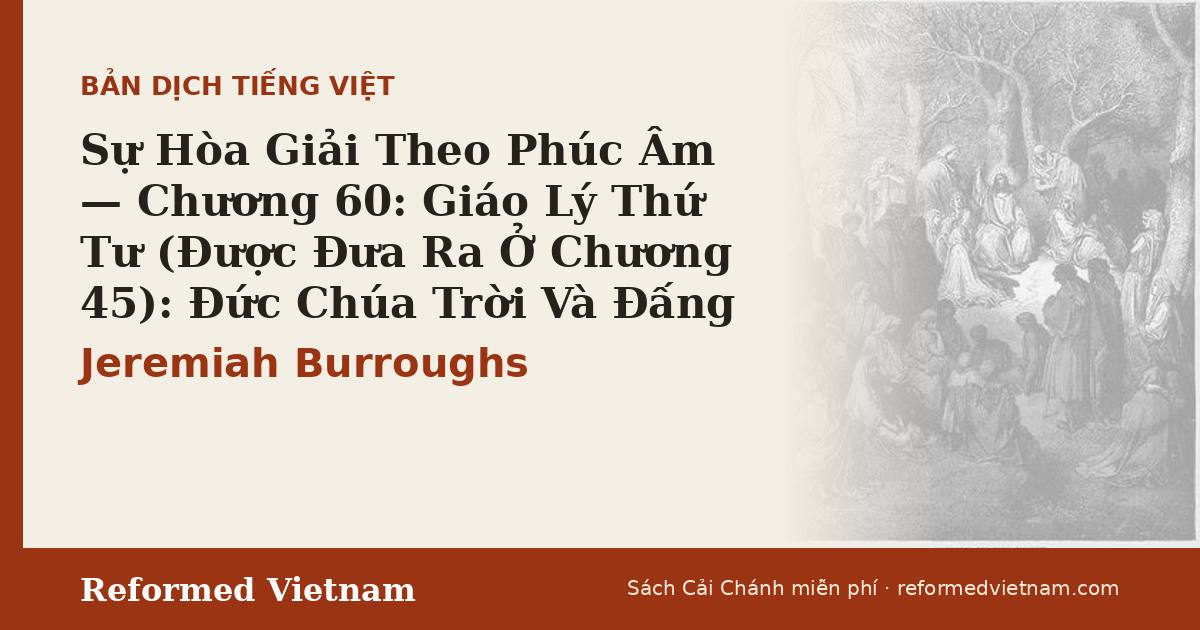 BẢN DỊCH TIẾNG VIỆT
Sự Hòa Giải Theo Phúc Âm
— Chương 60: Giáo Lý Thứ
Tư (Được Đưa Ra Ở Chương
45): Đức Chúa Trời Và Đấng
Jeremiah Burroughs
Reformed Vietnam
Sách Cải Chánh miễn phí · reformedvietnam.com